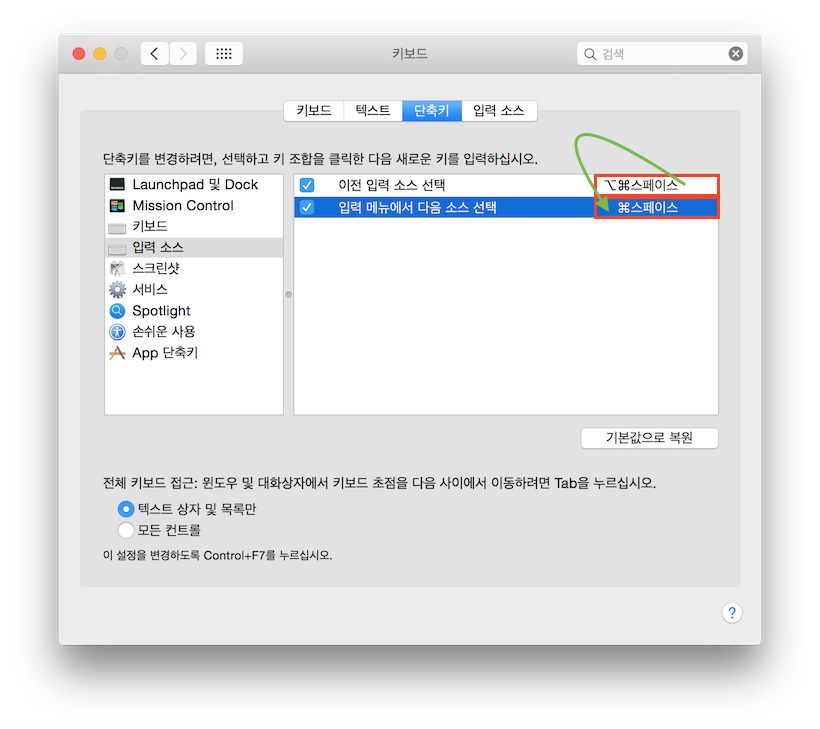 키보드
검색
키보드 텍스트 단축키 입력 소스
단축키를 변경하려면, 선택하고 키 조합을 클릭한 다음 새로운 키를 입력하십시오.
Launchpad 및 Dock
Mission Control
키보드
입력 소스
스크린샷
서비스
Spotlight
손쉬운 사용
App 단축키
이전 입력 소스 선택 ⌥⌘스페이스
입력 메뉴에서 다음 소스 선택 ⌘스페이스
기본값으로 복원
전체 키보드 접근: 윈도우 및 대화상자에서 키보드 초점을 다음 사이에서 이동하려면 Tab을 누르십시오.
텍스트 상자 및 목록만
모든 컨트롤
이 설정을 변경하도록 Control+F7를 누르십시오.
?